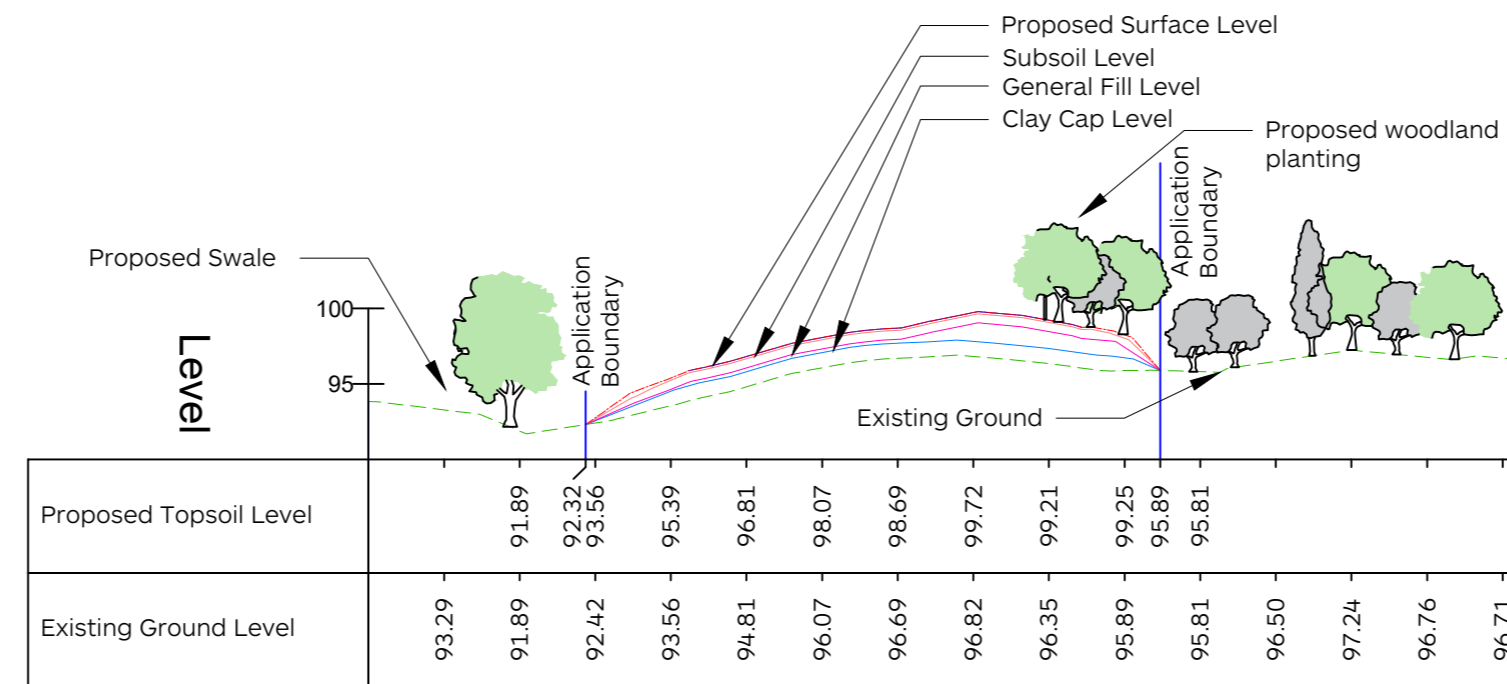 Proposed Surface Level
Subsoil Level
General Fill Level
Clay Cap Level
Proposed woodland
planting
Application
Boundary
Proposed Swale
Application
Boundary
100
95
Level
Existing Ground
Proposed Topsoil Level
91.89
92.32
93.56
95.39
96.81
98.07
98.69
99.72
99.21
99.25
95.89
95.81
Existing Ground Level
93.29
91.89
92.42
93.56
94.81
96.07
96.69
96.82
96.35
95.89
95.81
96.50
97.24
96.76
96.71